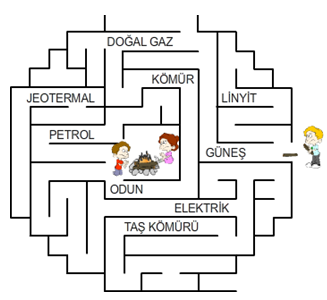 DOĞAL GAZ
KÖMÜR
JEOTERMAL
LİNYİT
PETROL
GÜNEŞ
ODUN
ELEKTRİK
TAŞ KÖMÜRÜ